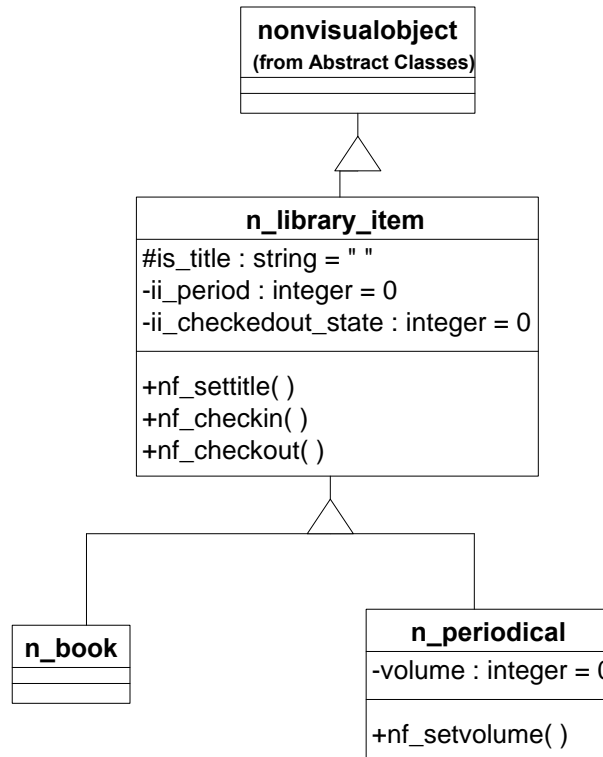 nonvisualobject
(from Abstract Classes)
n_library_item
#is_title : string = " "
-ii_period : integer = 0
-ii_checkedout_state : integer = 0
+nf_settitle( )
+nf_checkin( )
+nf_checkout( )
n_book
n_periodical
-volume : integer = 0
+nf_setvolume( )